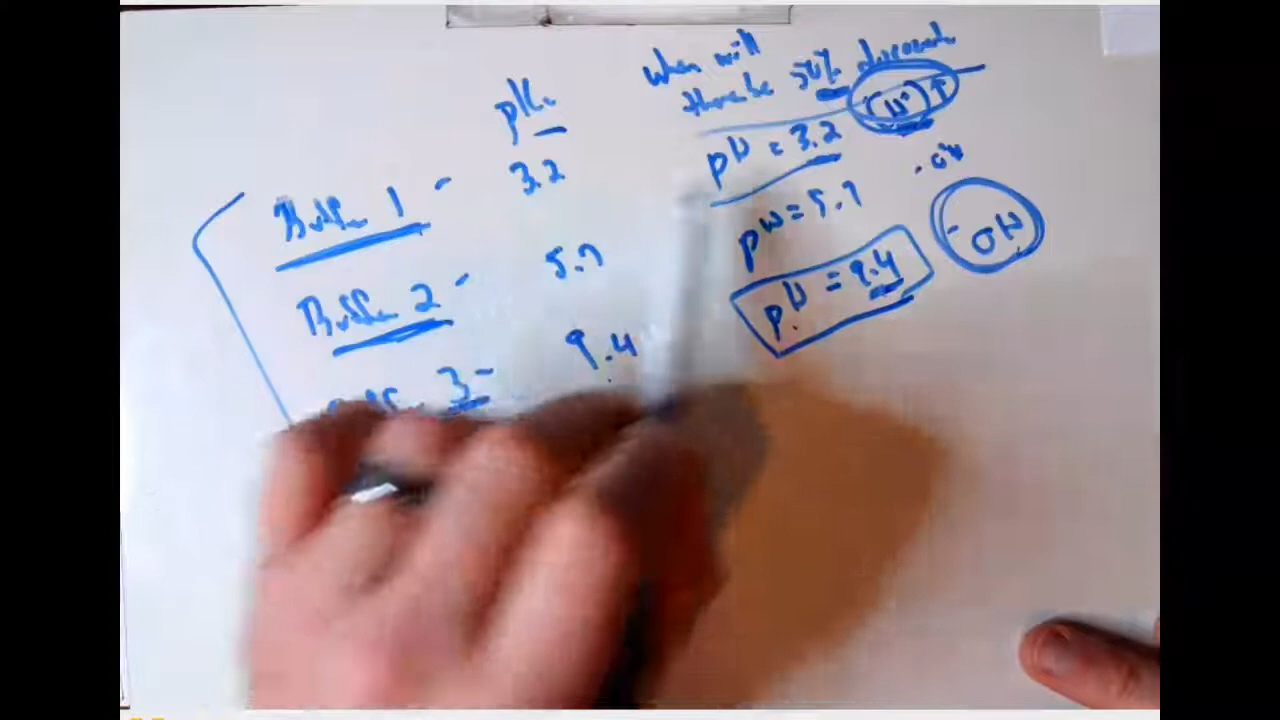 When will
there be 50%
pKa
pH = 3.2
Buffer 1 - 3.2
pH = 5.7
OH
Buffer 2 - 5.7
pH = 9.4
3 - 9.4